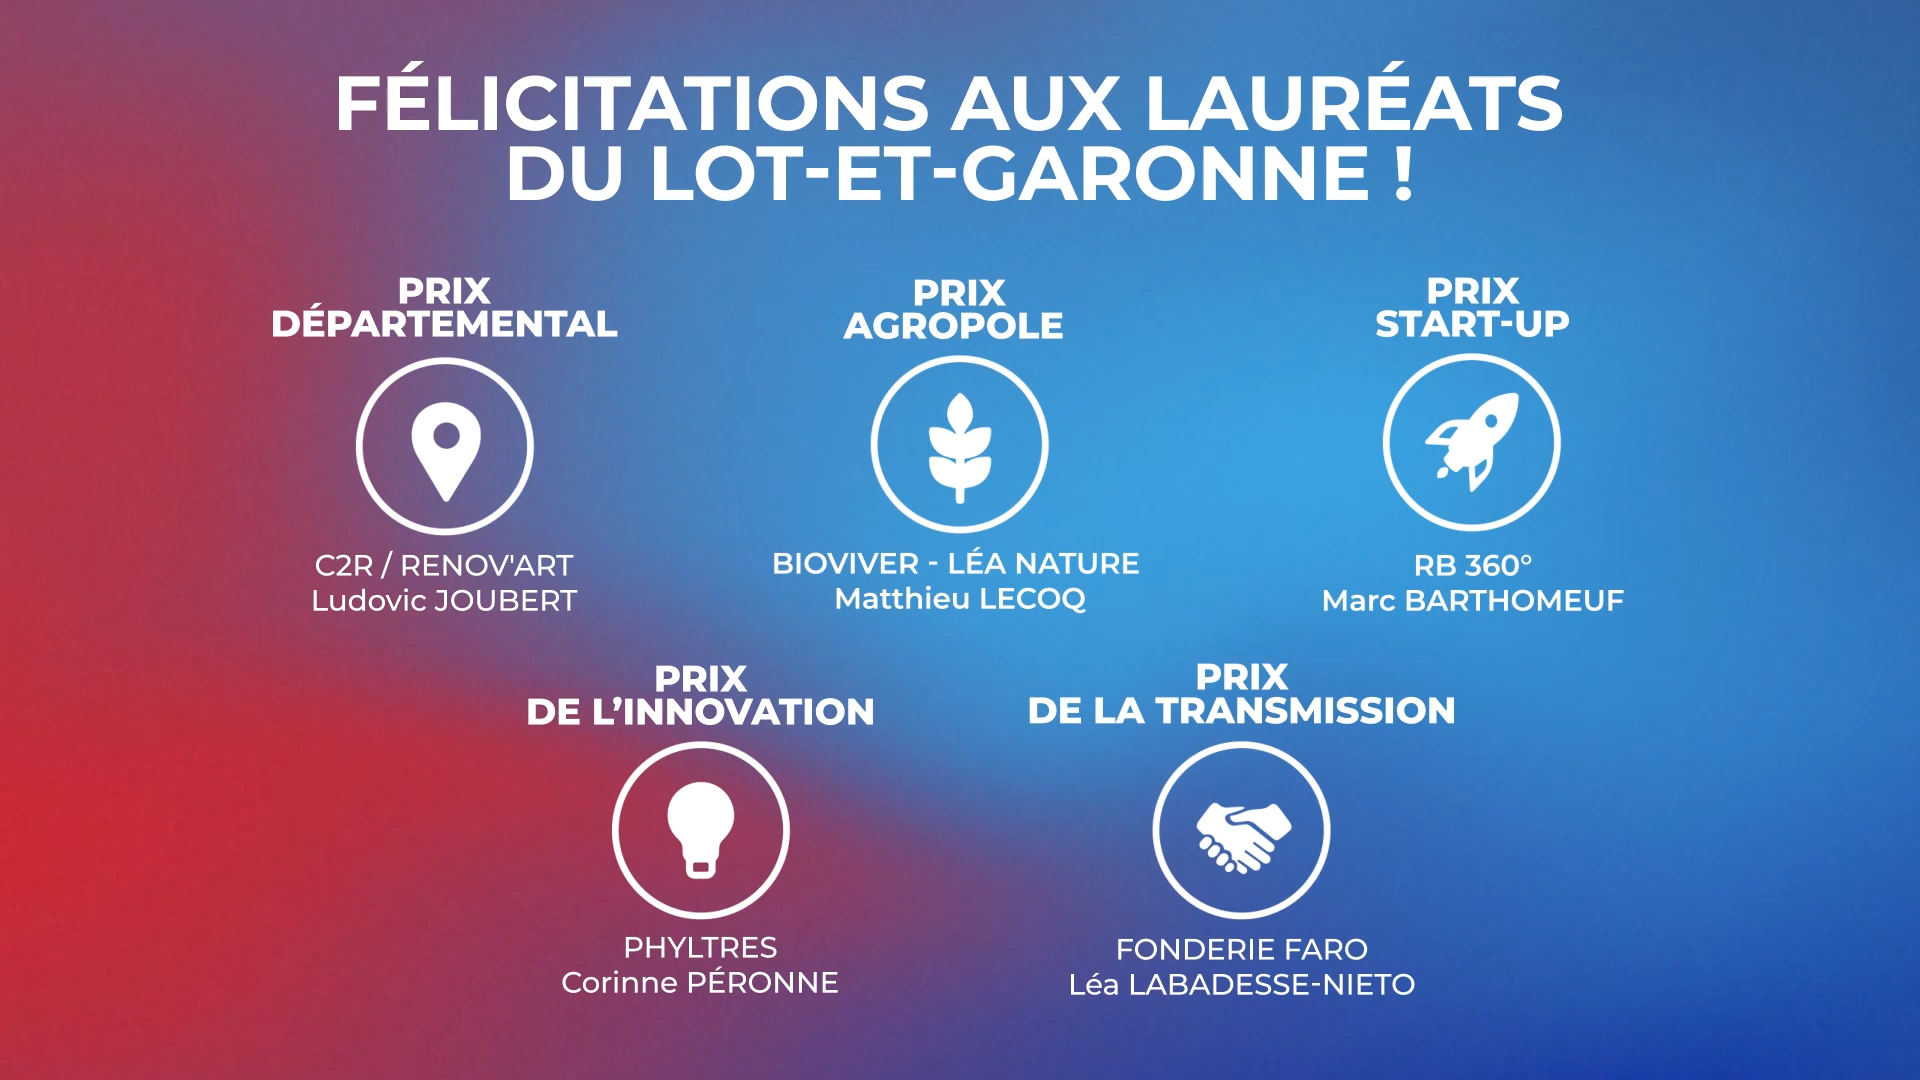 FÉLICITATIONS AUX LAURÉATS
DU LOT-ET-GARONNE !
PRIX
DÉPARTEMENTAL
C2R / RENOV'ART
Ludovic JOUBERT
PRIX
AGROPOLE
BIOVIVER - LÉA NATURE
Matthieu LECOQ
PRIX
START-UP
RB 360°
Marc BARTHOMEUF
PRIX
DE L’INNOVATION
PHYLTRES
Corinne PÉRONNE
PRIX
DE LA TRANSMISSION
FONDERIE FARO
Léa LABADESSE-NIETO